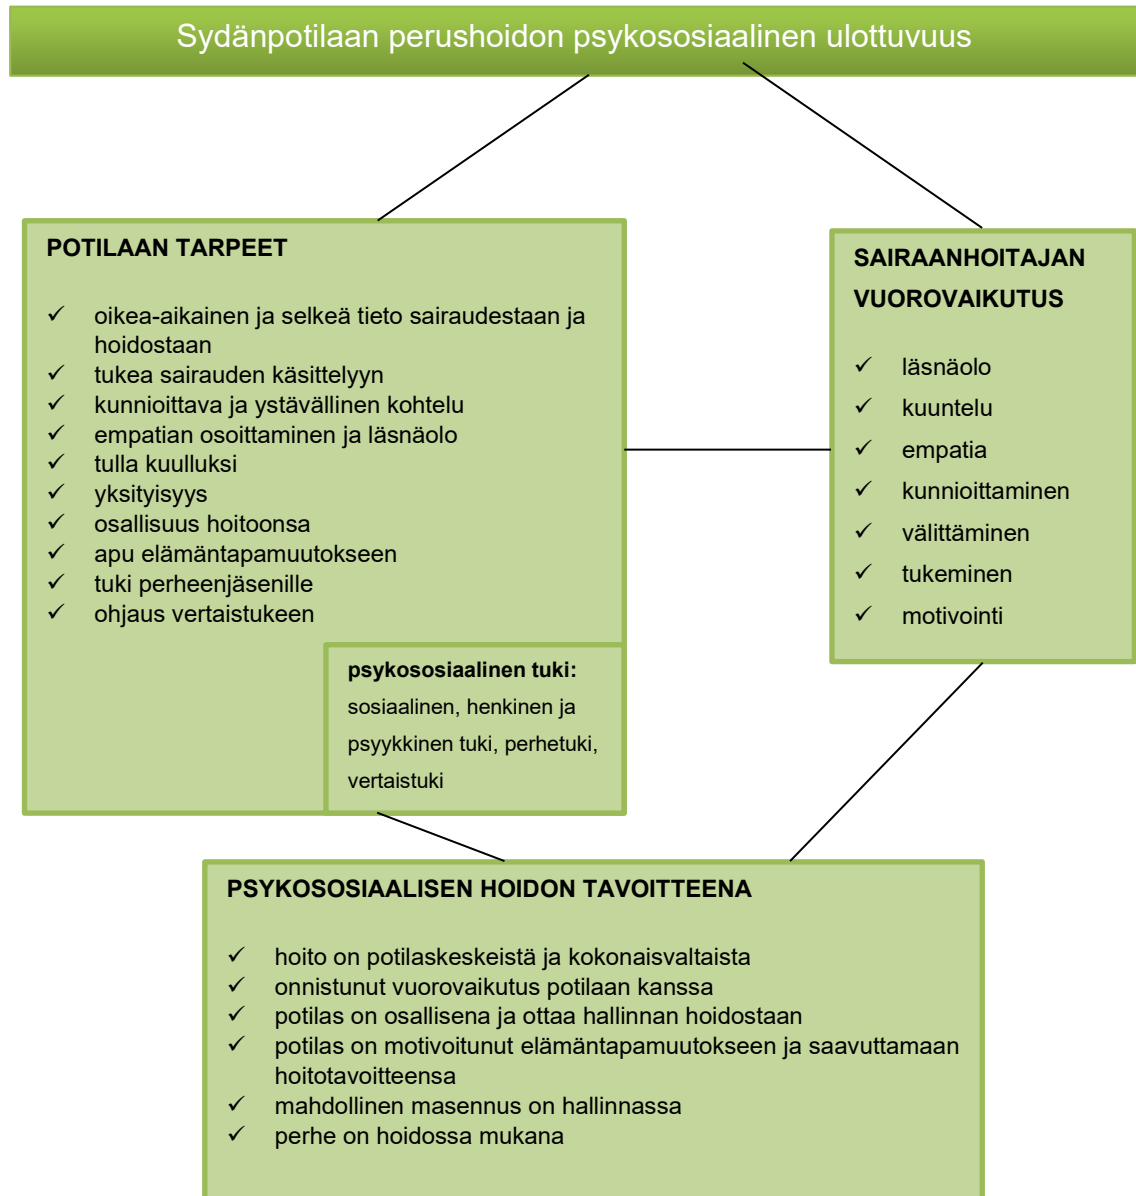 Sydänpotilaan perushoidon psykososiaalinen ulottuvuus
POTILAAN TARPEET
✓ oikea-aikainen ja selkeä tieto sairaudestaan ja
hoidostaan
✓ tukea sairauden käsittelyyn
✓ kunnioittava ja ystävällinen kohtelu
✓ empatian osoittaminen ja läsnäolo
✓ tulla kuulluksi
✓ yksityisyys
✓ osallisuus hoitoonsa
✓ apu elämäntapamuutokseen
✓ tuki perheenjäsenille
✓ ohjaus vertaistukeen
psykososiaalinen tuki:
sosiaalinen, henkinen ja
psyykkinen tuki, perhetuki,
vertaistuki
SAIRAANHOITAJAN
VUOROVAIKUTUS
✓ läsnäolo
✓ kuuntelu
✓ empatia
✓ kunnioittaminen
✓ välittäminen
✓ tukeminen
✓ motivointi
PSYKOSOSIAALISEN HOIDON TAVOITTEENA
✓ hoito on potilaskeskeistä ja kokonaisvaltaista
✓ onnistunut vuorovaikutus potilaan kanssa
✓ potilas on osallisena ja ottaa hallinnan hoidostaan
✓ potilas on motivoitunut elämäntapamuutokseen ja saavuttamaan
hoitotavoitteensa
✓ mahdollinen masennus on hallinnassa
✓ perhe on hoidossa mukana